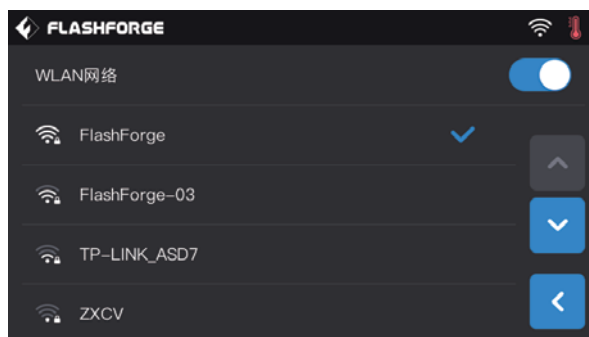 FLASHFORGE
WLAN网络
FlashForge
FlashForge-03
TP-LINK_ASD7
ZXCV